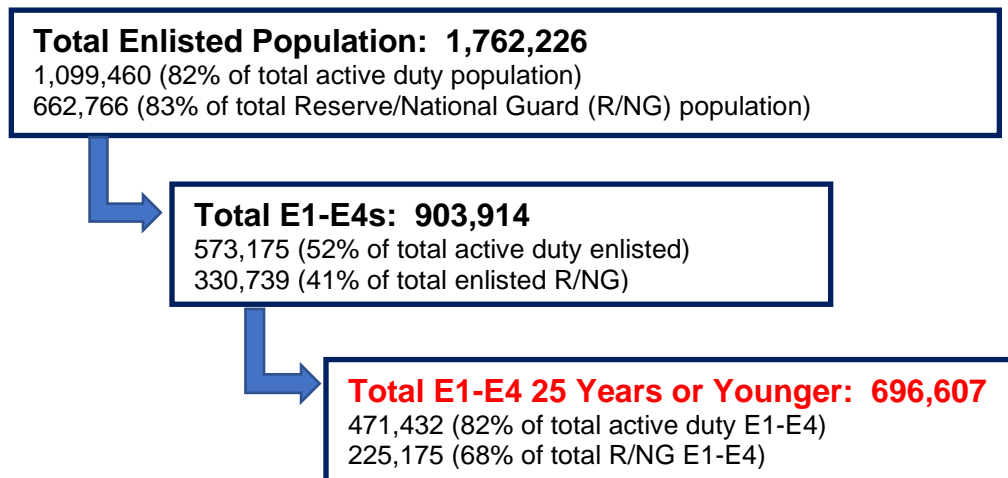 Total Enlisted Population: 1,762,226
1,099,460 (82% of total active duty population)
662,766 (83% of total Reserve/National Guard (R/NG) population)
Total E1-E4s: 903,914
573,175 (52% of total active duty enlisted)
330,739 (41% of total enlisted R/NG)
Total E1-E4 25 Years or Younger: 696,607
471,432 (82% of total active duty E1-E4)
225,175 (68% of total R/NG E1-E4)